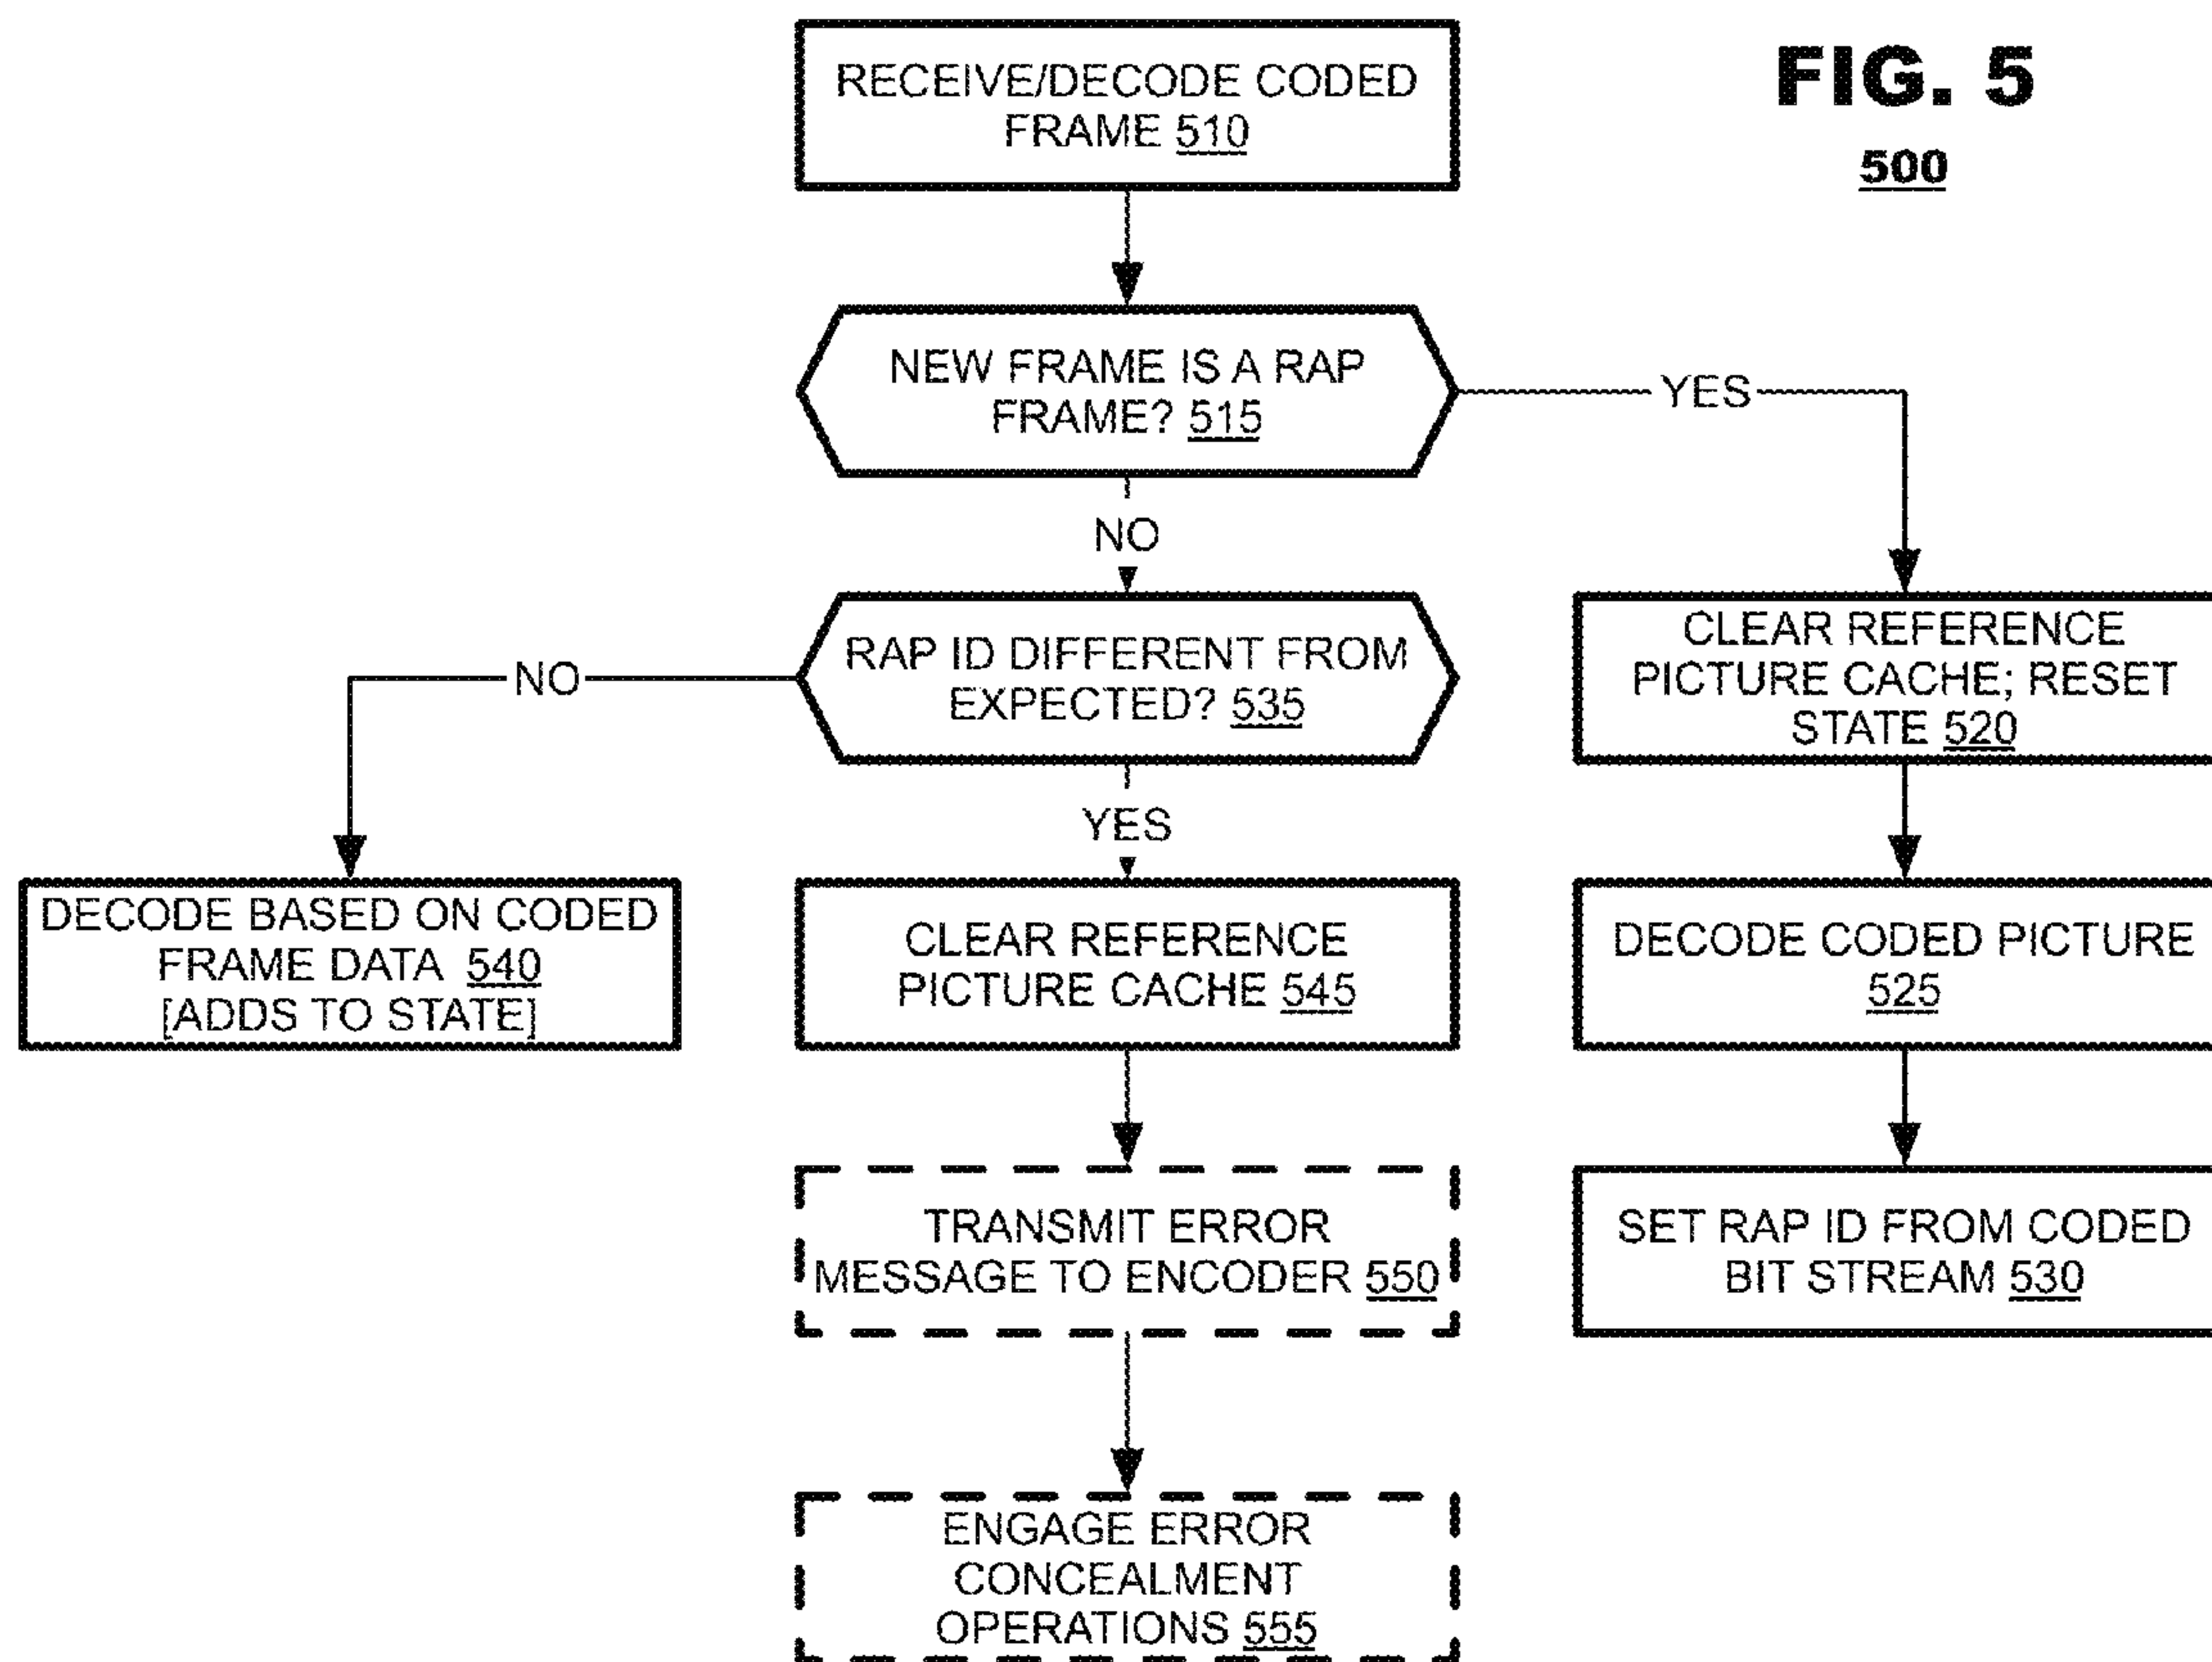 FIG. 5
500
RECEIVE/DECODE CODED
FRAME 510
NEW FRAME IS A RAP
FRAME? 515
YES
NO
RAP ID DIFFERENT FROM
EXPECTED? 535
NO
YES
CLEAR REFERENCE
PICTURE CACHE; RESET
STATE 520
DECODE BASED ON CODED
FRAME DATA 540
[ADDS TO STATE]
CLEAR REFERENCE
PICTURE CACHE 545
DECODE CODED PICTURE
525
TRANSMIT ERROR
MESSAGE TO ENCODER 550
SET RAP ID FROM CODED
BIT STREAM 530
ENGAGE ERROR
CONCEALMENT
OPERATIONS 555